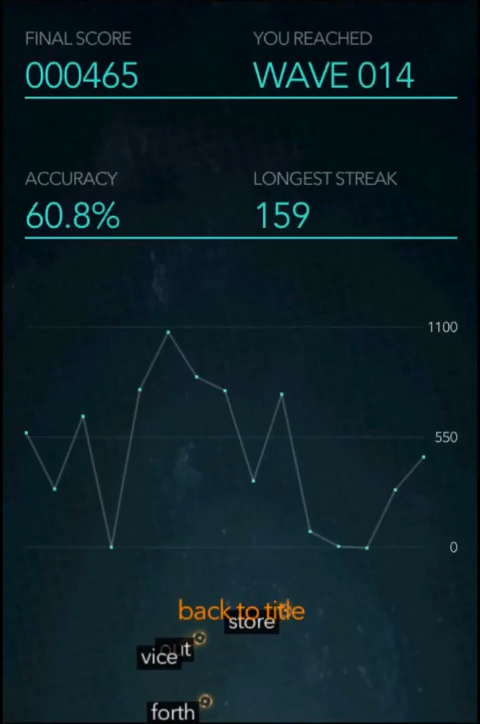 FINAL SCORE YOU REACHED
000465 WAVE 014
ACCURACY LONGEST STREAK
60.8% 159
1100
550
0
back to title
store
vice
forth